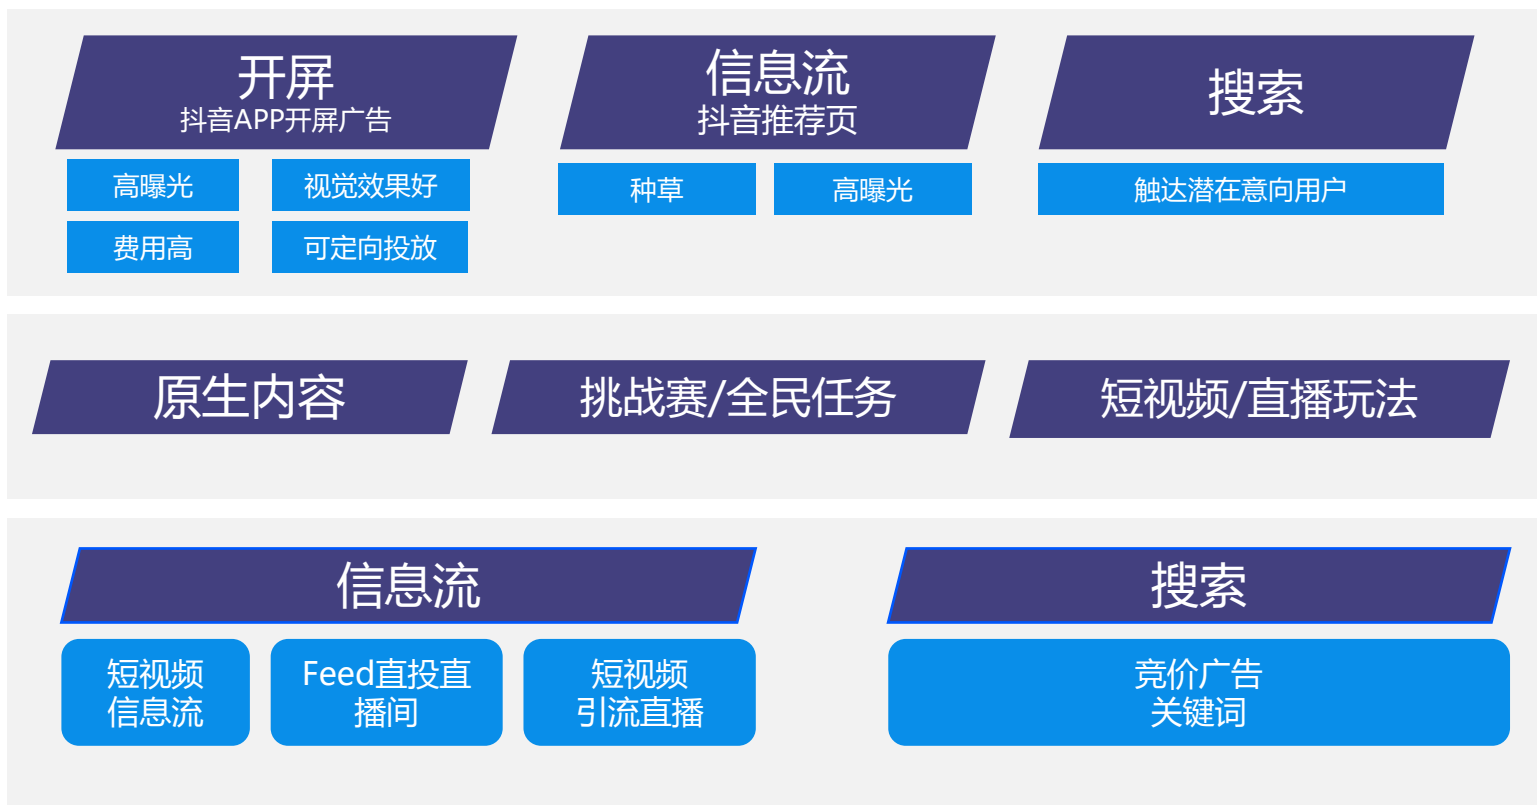 开屏
抖音APP开屏广告
高曝光
视觉效果好
费用高
可定向投放
信息流
抖音推荐页
种草
高曝光
搜索
触达潜在意向用户
原生内容
挑战赛/全民任务
短视频/直播玩法
信息流
短视频
信息流
Feed直投直
播间
短视频
引流直播
搜索
竞价广告
关键词